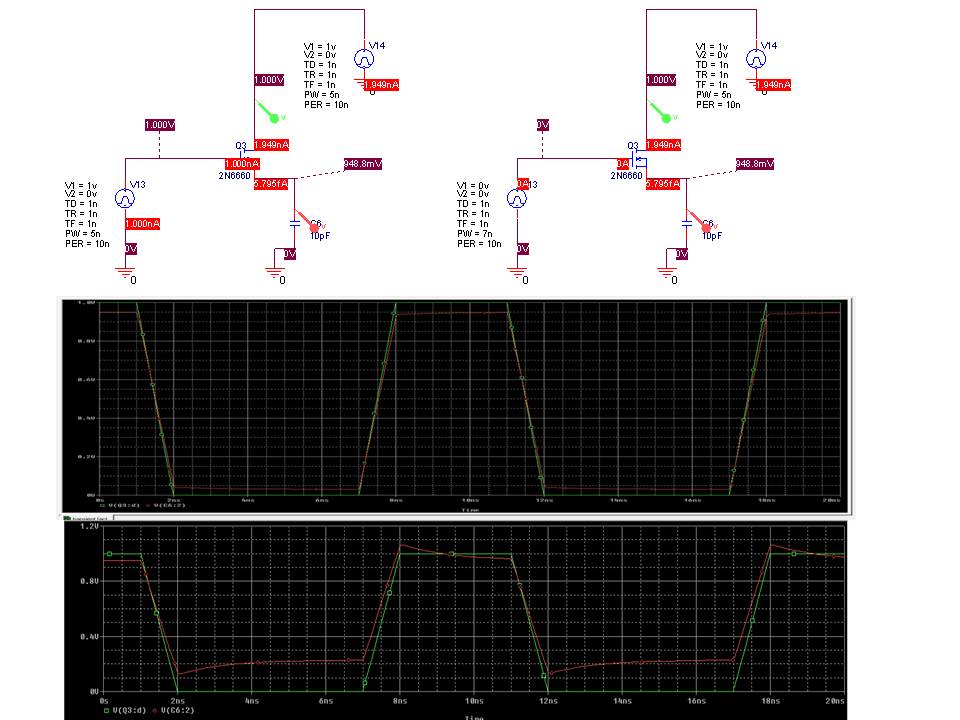 V14
V1 = 1v
V2 = 0v
TD = 1n
TR = 1n
TF = 1n
PW = 5n
PER = 10n
1.949nA
0
1.000V
V
1.000V
Q3
1.949nA
1.000nA
2N6660
5.795fA
948.8mV
V1 = 1v
V2 = 0v
TD = 1n
TR = 1n
TF = 1n
PW = 5n
PER = 10n
V13
1.000nA
0V
0
C6
10pF
0V
0
V14
V1 = 1v
V2 = 0v
TD = 1n
TR = 1n
TF = 1n
PW = 5n
PER = 10n
1.949nA
0
1.000V
V
0V
Q3
1.949nA
0A
2N6660
5.795fA
948.8mV
V1 = 0v
V2 = 0v
TD = 1n
TR = 1n
TF = 1n
PW = 7n
PER = 10n
0A
0V
0
C6
10pF
0V
0
1.0V
0.8V
0.6V
0.4V
0.2V
0V
0s 2ns 4ns 6ns 8ns 10ns 12ns 14ns 16ns 18ns 20ns
V(Q3:d) V(C6:2)
Time
1.2V
0.8V
0.4V
0V
0s 2ns 4ns 6ns 8ns 10ns 12ns 14ns 16ns 18ns 20ns
V(Q3:d) V(C6:2)
Time